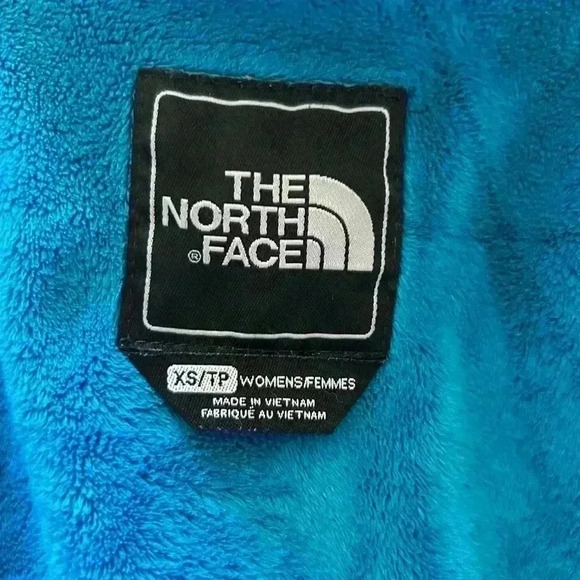 THE
NORTH
®FACE
XS/TP WOMENS/FEMMES
MADE IN VIETNAM
FABRIQUÉ AU VIETNAM